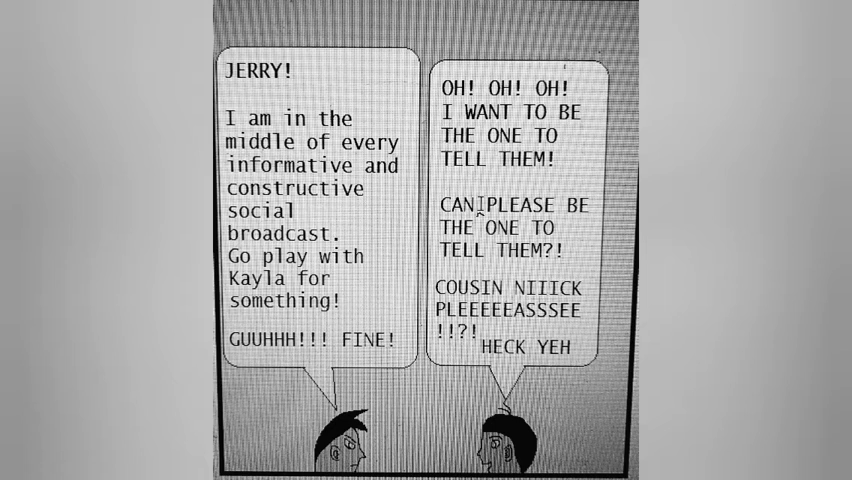 JERRY!
I am in the
middle of every
informative and
constructive
social
broadcast.
Go play with
Kayla for
something!
GUUHHH!!! FINE!
OH! OH! OH!
I WANT TO BE
THE ONE TO
TELL THEM!
CAN I PLEASE BE
THE ONE TO
TELL THEM?!
COUSIN NIIICK
PLEEEEEASSSEE
!!?!
HECK YEH